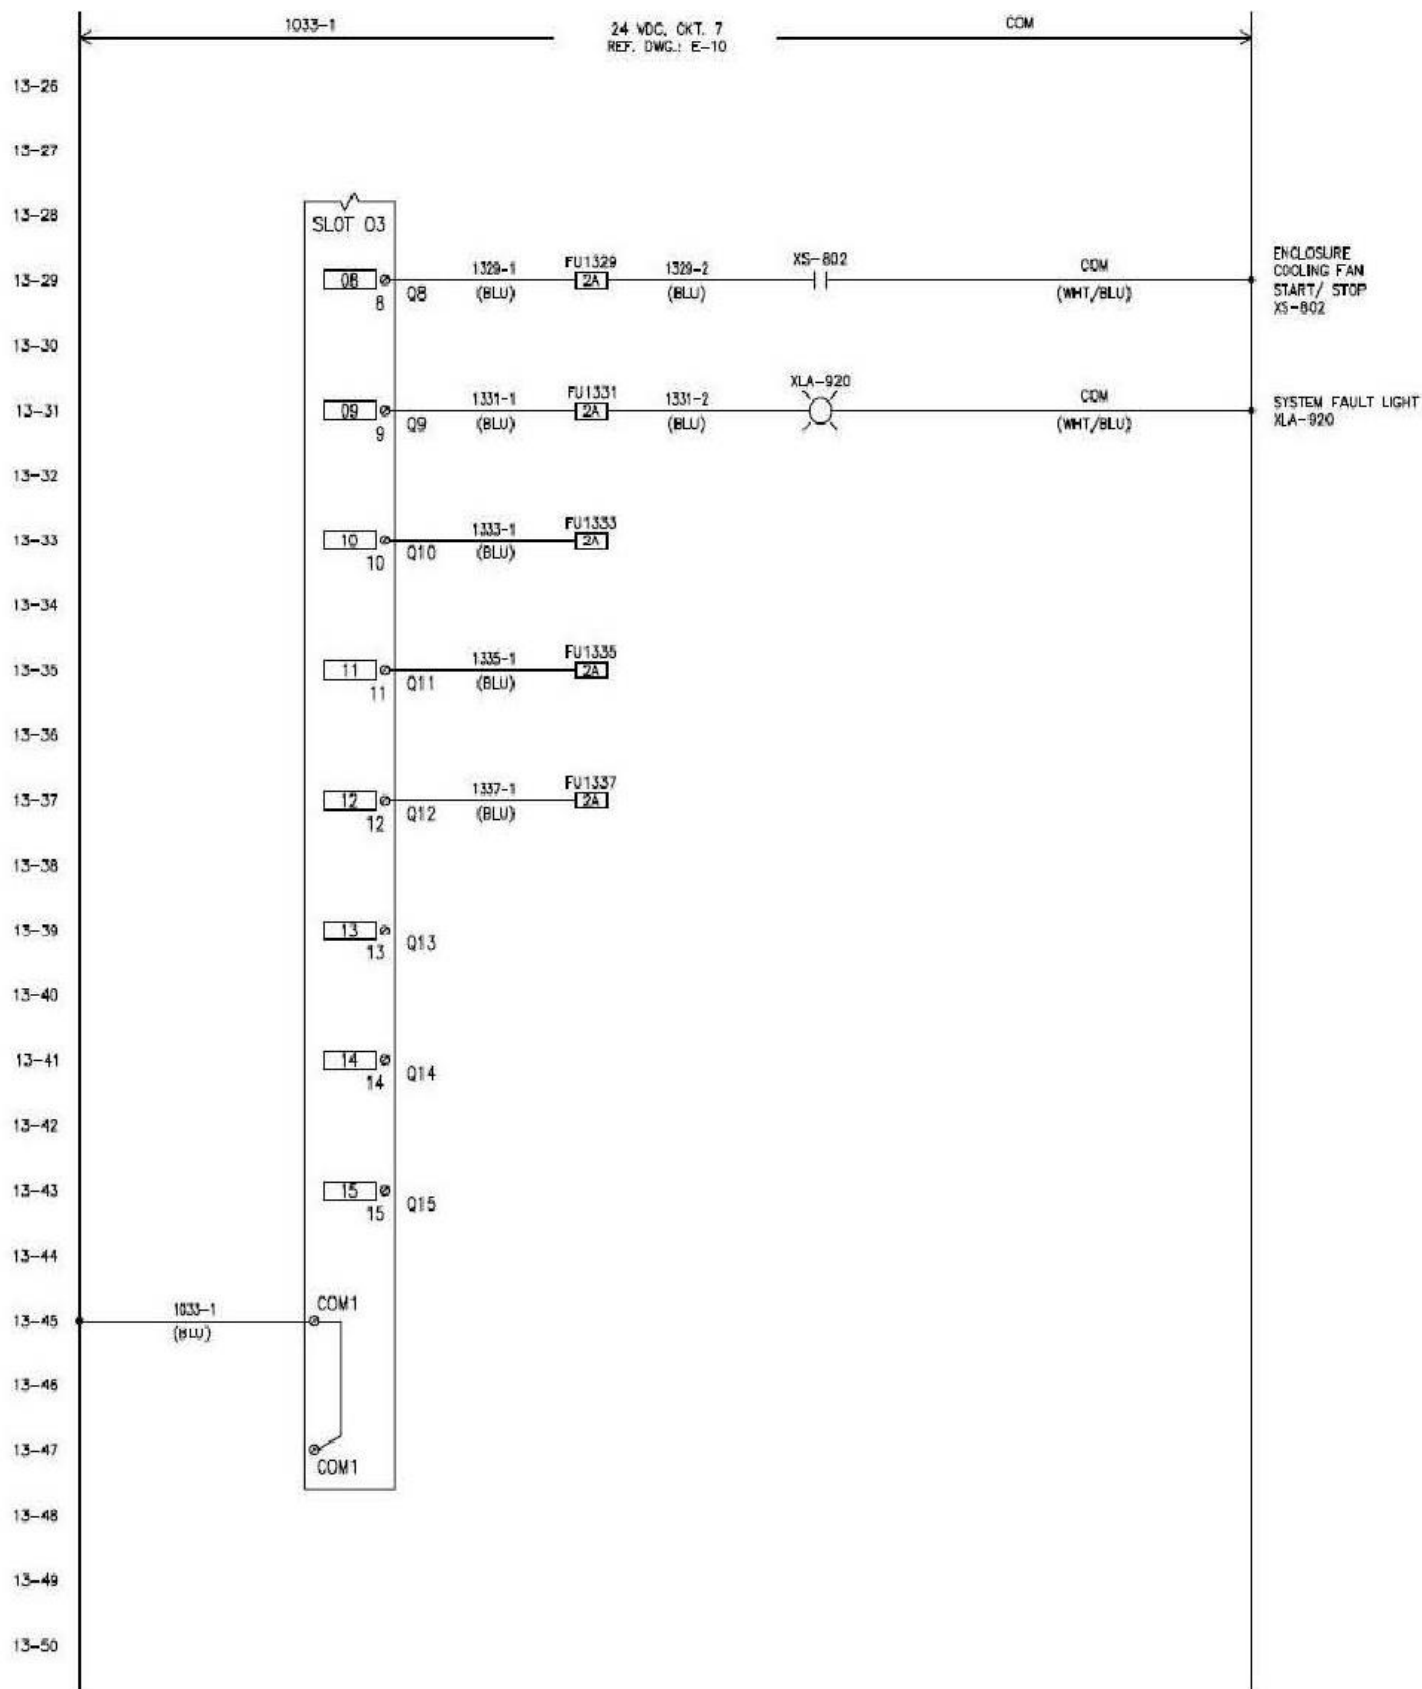 1033-1
24 VDC, CKT. 7
COM
REF. DWG.: E-10
13-26
13-27
13-28
SLOT 03
13-29
08
8
Q8
1329-1
(BLU)
FU1329
2A
1329-2
(BLU)
XS-802
COM
(WHT/BLU)
ENCLOSURE
COOLING FAN
START/ STOP
XS-802
13-30
13-31
09
9
Q9
1331-1
(BLU)
FU1331
2A
1331-2
(BLU)
XLA-920
COM
(WHT/BLU)
SYSTEM FAULT LIGHT
XLA-920
13-32
13-33
10
10
Q10
1333-1
(BLU)
FU1333
2A
13-34
13-35
11
11
Q11
1335-1
(BLU)
FU1335
2A
13-36
13-37
12
12
Q12
1337-1
(BLU)
FU1337
2A
13-38
13-39
13
13
Q13
13-40
13-41
14
14
Q14
13-42
13-43
15
15
Q15
13-44
13-45
1033-1
(BLU)
COM1
13-46
13-47
COM1
13-48
13-49
13-50